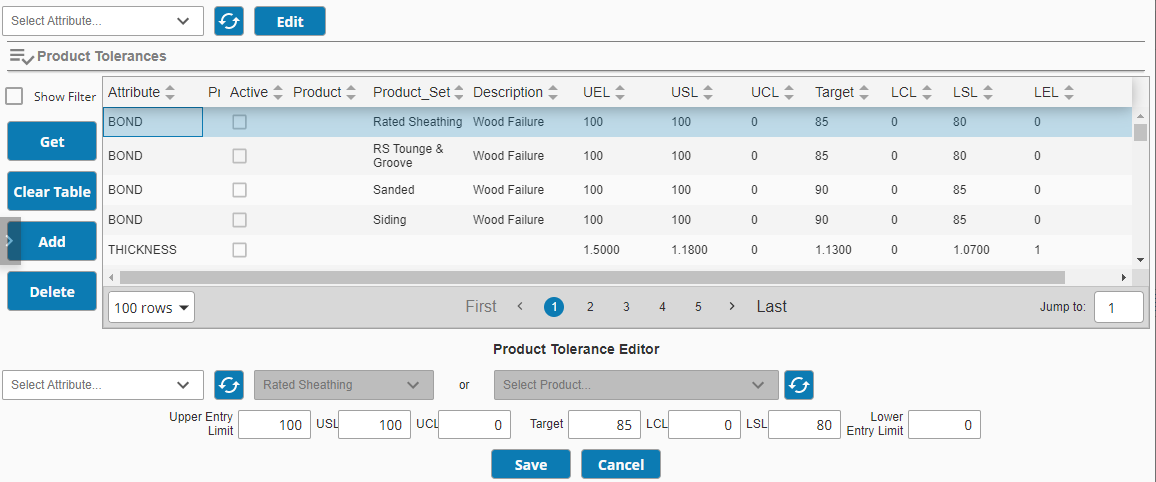 Select Attribute... Edit
Product Tolerances
Show Filter
Get
Clear Table
Add
Delete
Attribute Pr Active Product Product_Set Description UEL USL UCL Target LCL LSL LEL
BOND Rated Sheathing Wood Failure 100 100 0 85 0 80 0
BOND RS Tounge &
Groove Wood Failure 100 100 0 85 0 80 0
BOND Sanded Wood Failure 100 100 0 90 0 85 0
BOND Siding Wood Failure 100 100 0 90 0 85 0
THICKNESS 1.5000 1.1800 0 1.1300 0 1.0700 1
100 rows First 1 2 3 4 5 Last Jump to: 1
Product Tolerance Editor
Select Attribute... Rated Sheathing or Select Product...
Upper Entry
Limit 100 USL 100 UCL 0 Target 85 LCL 0 LSL 80 Lower
Entry Limit 0
Save Cancel